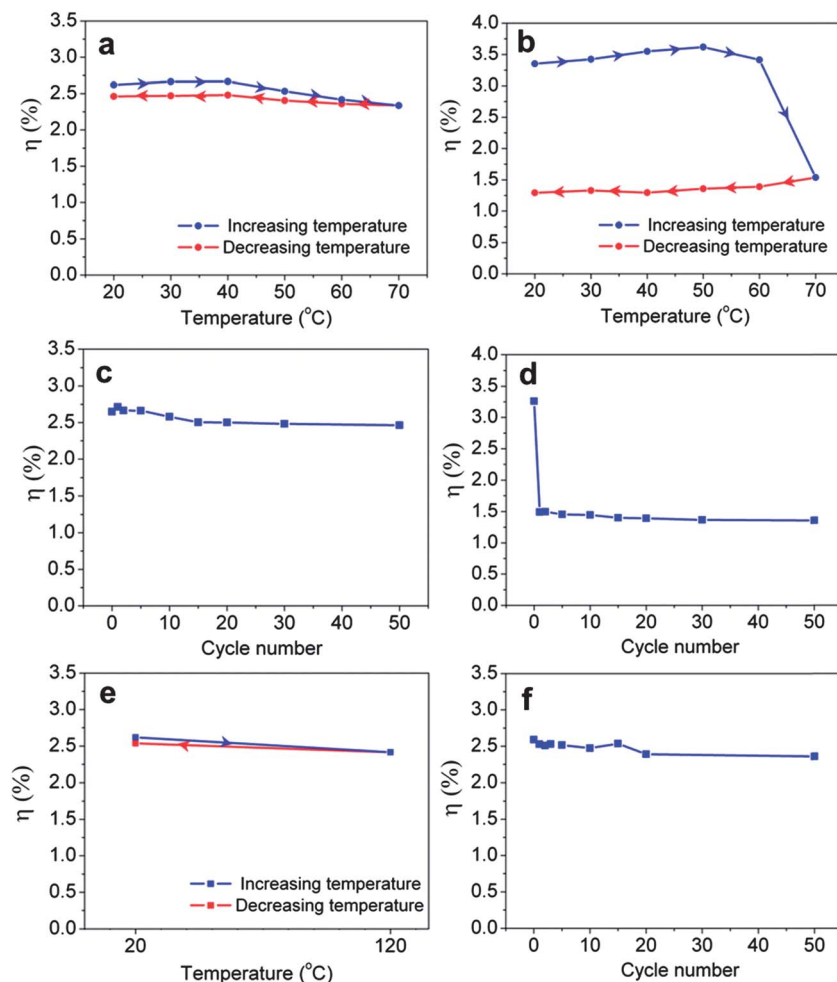 a
3.5
3.0
2.5
2.0
1.5
1.0
0.5
0.0
η (%)
Increasing temperature
Decreasing temperature
20 30 40 50 60 70
Temperature (°C)
b
4.0
3.5
3.0
2.5
2.0
1.5
1.0
0.5
0.0
η (%)
Increasing temperature
Decreasing temperature
20 30 40 50 60 70
Temperature (°C)
c
3.5
3.0
2.5
2.0
1.5
1.0
0.5
0.0
η (%)
0 10 20 30 40 50
Cycle number
d
4.0
3.5
3.0
2.5
2.0
1.5
1.0
0.5
0.0
η (%)
0 10 20 30 40 50
Cycle number
e
3.5
3.0
2.5
2.0
1.5
1.0
0.5
0.0
η (%)
Increasing temperature
Decreasing temperature
20 120
Temperature (°C)
f
3.5
3.0
2.5
2.0
1.5
1.0
0.5
0.0
η (%)
0 10 20 30 40 50
Cycle number